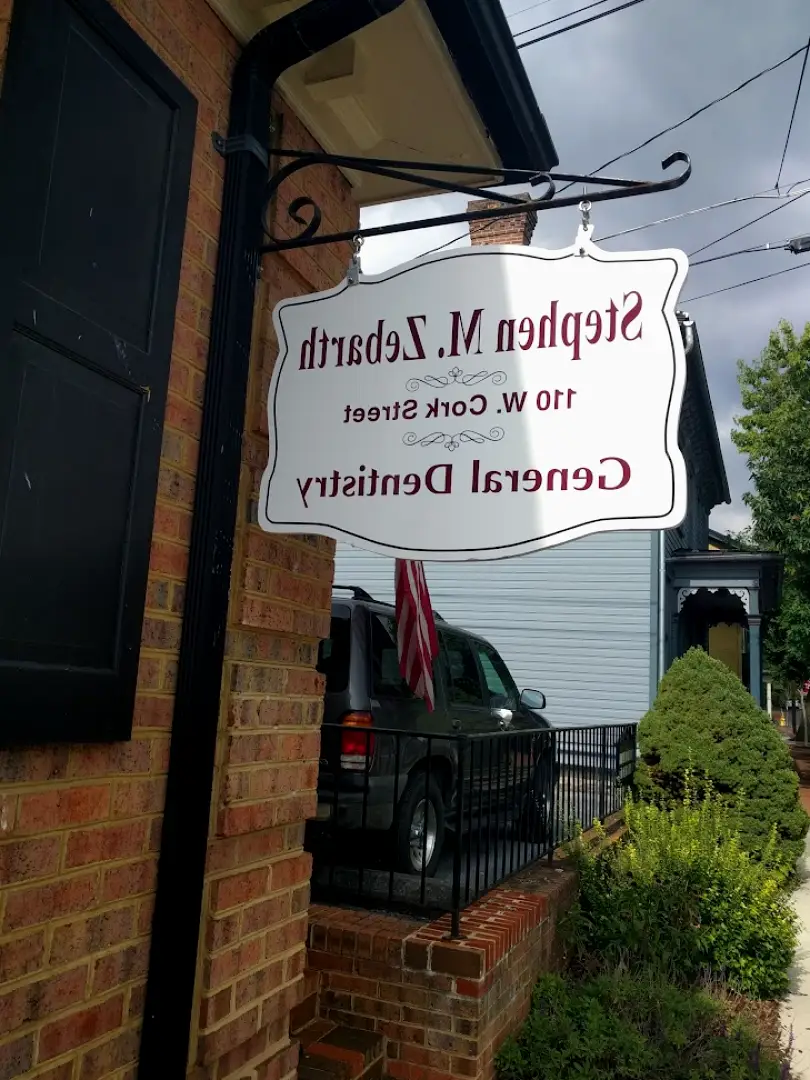 Stephen M. Zebarth
110 W. Cork Street
General Dentistry